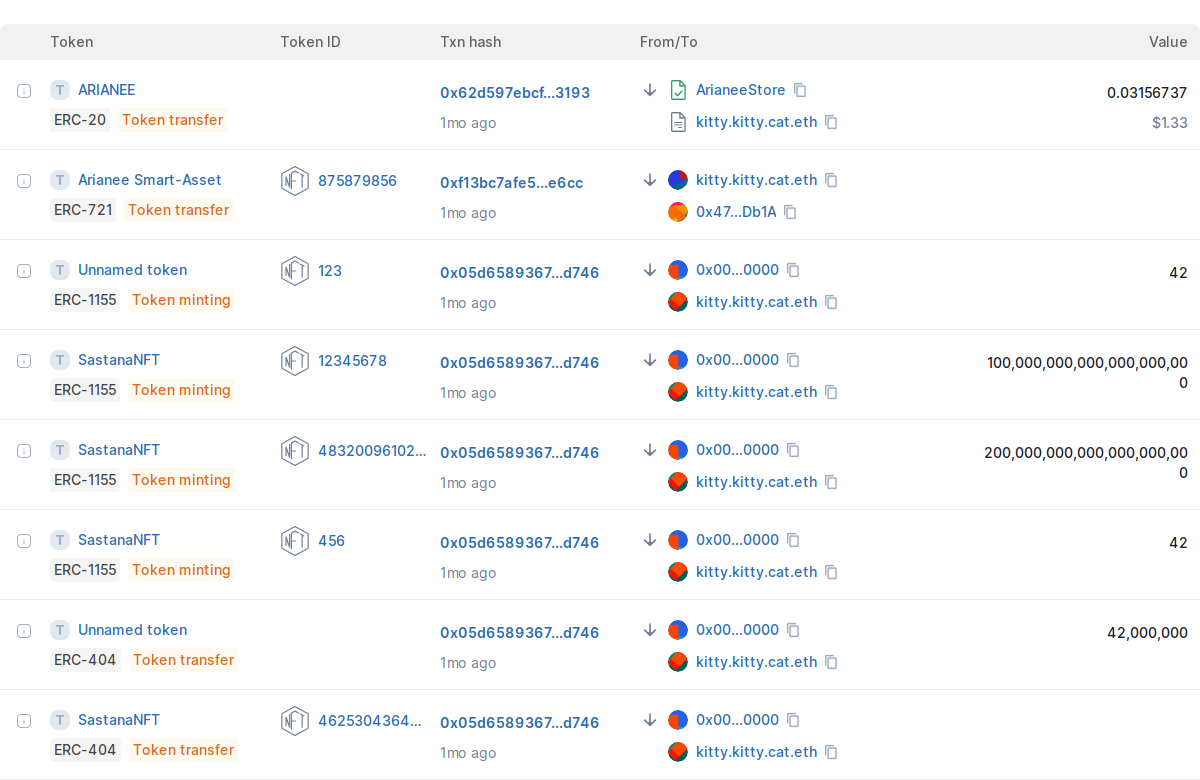 Token Token ID Txn hash From/To Value
T ARIANEE 0x62d597ebcf...3193 ArianeeStore 0.03156737
ERC-20 Token transfer 1mo ago kitty.kitty.cat.eth $1.33
T Arianee Smart-Asset NFT 875879856 0xf13bc7afe5...e6cc kitty.kitty.cat.eth
ERC-721 Token transfer 1mo ago 0x47...Db1A
T Unnamed token NFT 123 0x05d6589367...d746 0x00...0000 42
ERC-1155 Token minting 1mo ago kitty.kitty.cat.eth
T SastanaNFT NFT 12345678 0x05d6589367...d746 0x00...0000 100,000,000,000,000,000,00
0
ERC-1155 Token minting 1mo ago kitty.kitty.cat.eth
T SastanaNFT NFT 48320096102... 0x05d6589367...d746 0x00...0000 200,000,000,000,000,000,00
0
ERC-1155 Token minting 1mo ago kitty.kitty.cat.eth
T SastanaNFT NFT 456 0x05d6589367...d746 0x00...0000 42
ERC-1155 Token minting 1mo ago kitty.kitty.cat.eth
T Unnamed token 0x05d6589367...d746 0x00...0000 42,000,000
ERC-404 Token transfer 1mo ago kitty.kitty.cat.eth
T SastanaNFT NFT 4625304364... 0x05d6589367...d746 0x00...0000
ERC-404 Token transfer 1mo ago kitty.kitty.cat.eth